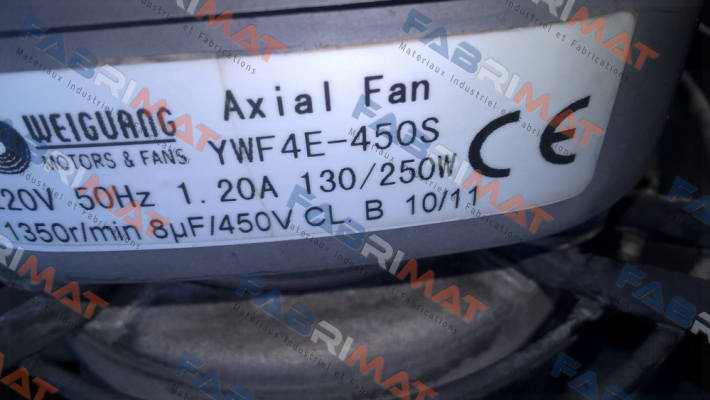 Axial Fan
WEIGUANG
MOTORS & FANS
YWF4E-450S
CE
20V 50Hz 1.20A 130/250W
1350r/min 8μF/450V CL. B 10/11
FABRIMAT
Materiaux Industriel et Fabrications